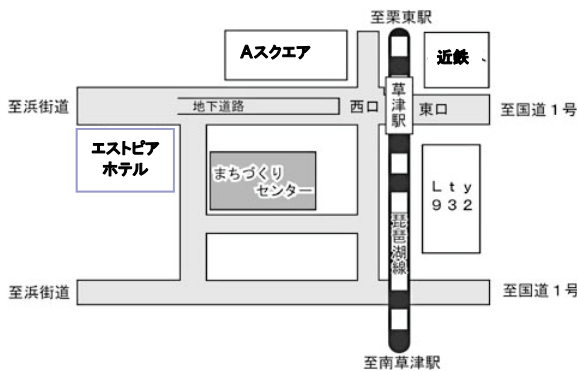 至栗東駅
Aスクエア
近鉄
至浜街道
地下道路
西口
草津駅
東口
至国道1号
エストピア
ホテル
まちづくり
センター
Lty
932
琵琶湖線
至浜街道
至国道1号
至南草津駅